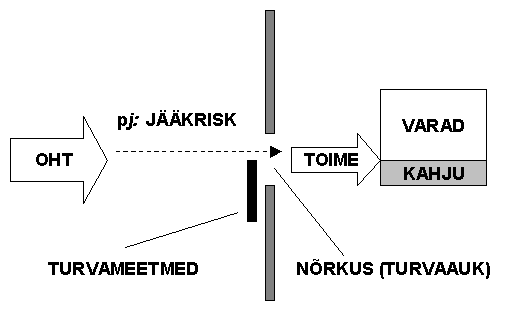 pj: JÄÄKRISK
OHT
TOIME
VARAD
KAHJU
TURVAMEETMED
NÕRKUS (TURVAAUK)